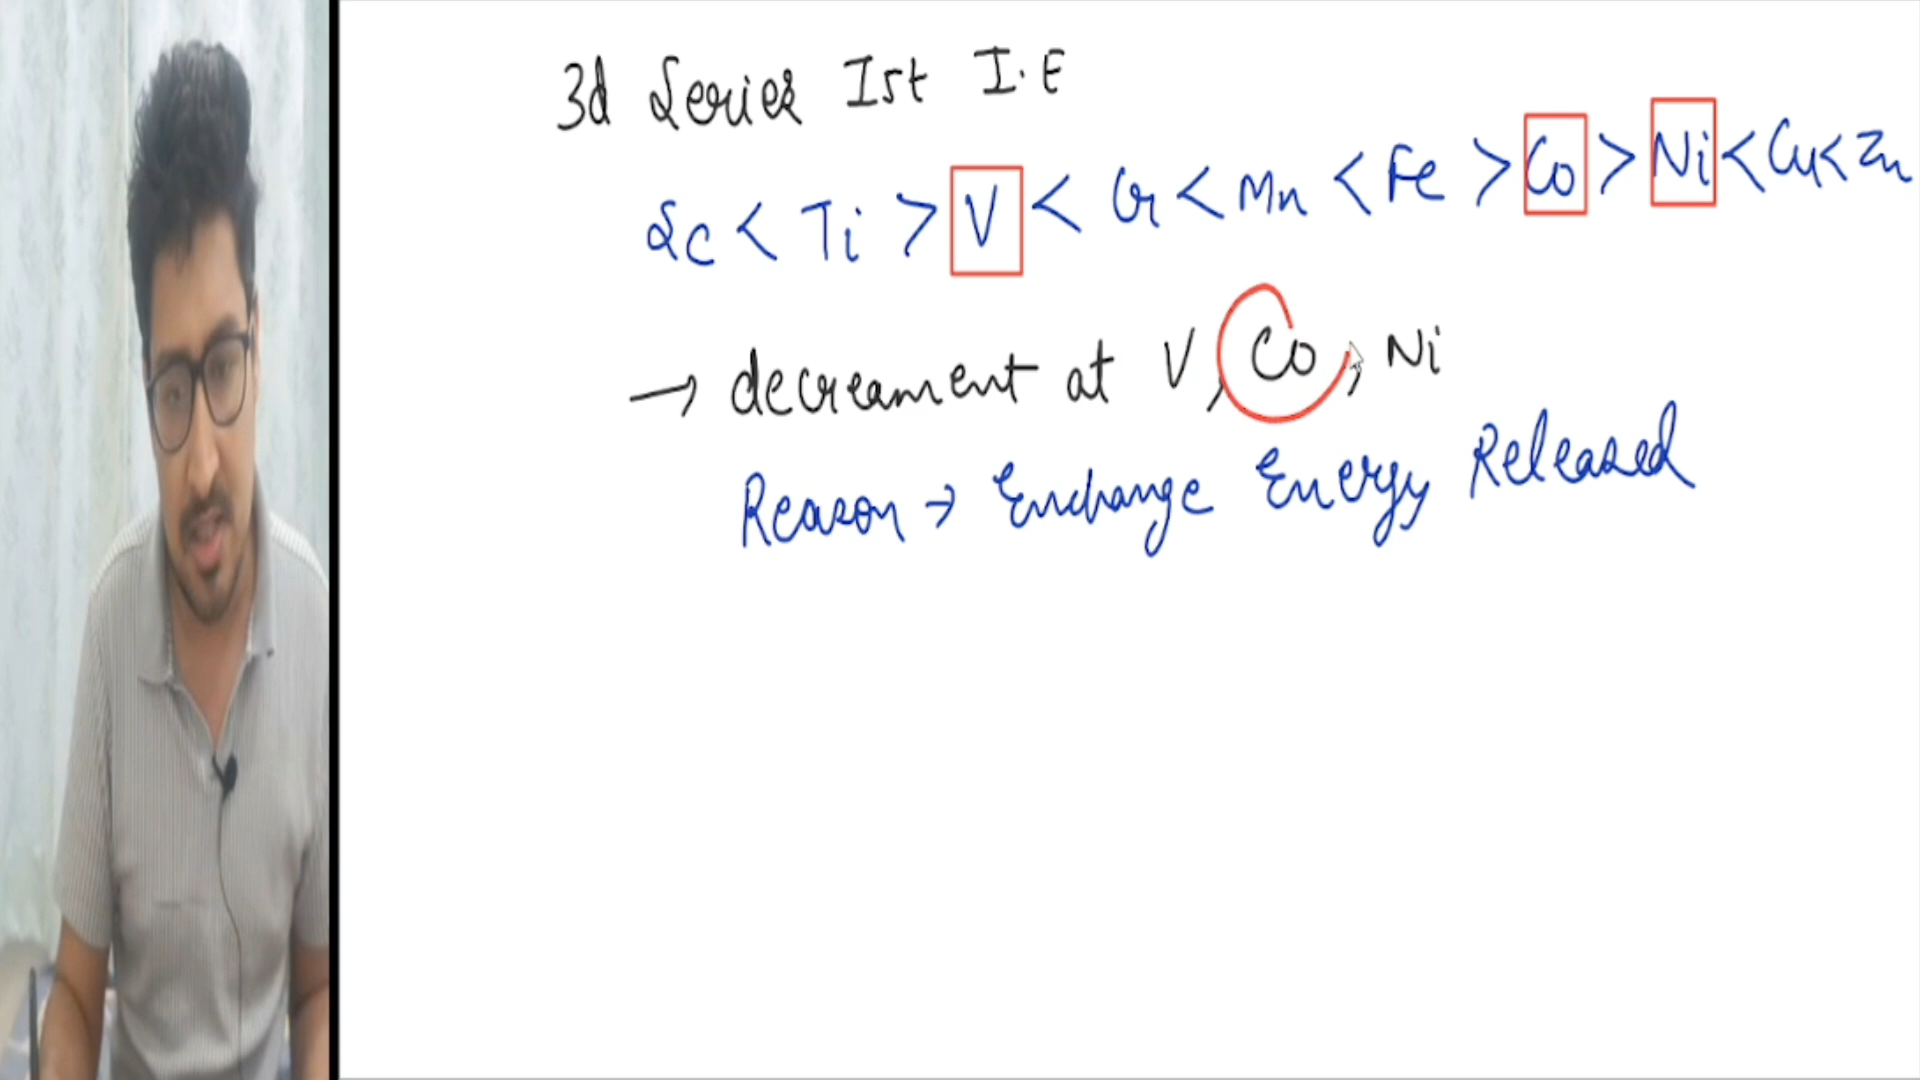 3d Series Ist I.E
Sc < Ti > V < Cr < Mn < Fe > Co > Ni < Cu < Zn
→ decreament at V, Co, Ni
Reason → Exchange Energy Released